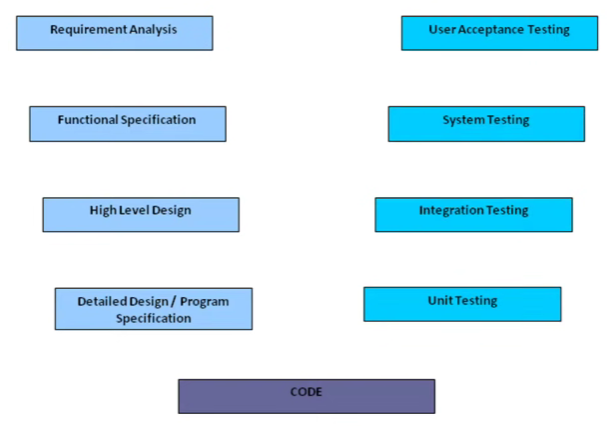 Requirement Analysis
User Acceptance Testing
Functional Specification
System Testing
High Level Design
Integration Testing
Detailed Design / Program
Specification
Unit Testing
CODE